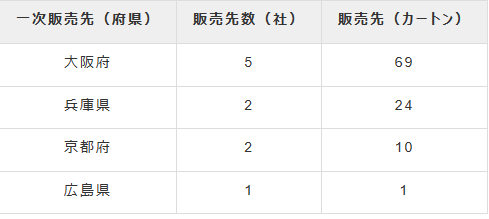 一次販売先（府県） 販売先数（社） 販売先（カートン）
大阪府 5 69
兵庫県 2 24
京都府 2 10
広島県 1 1